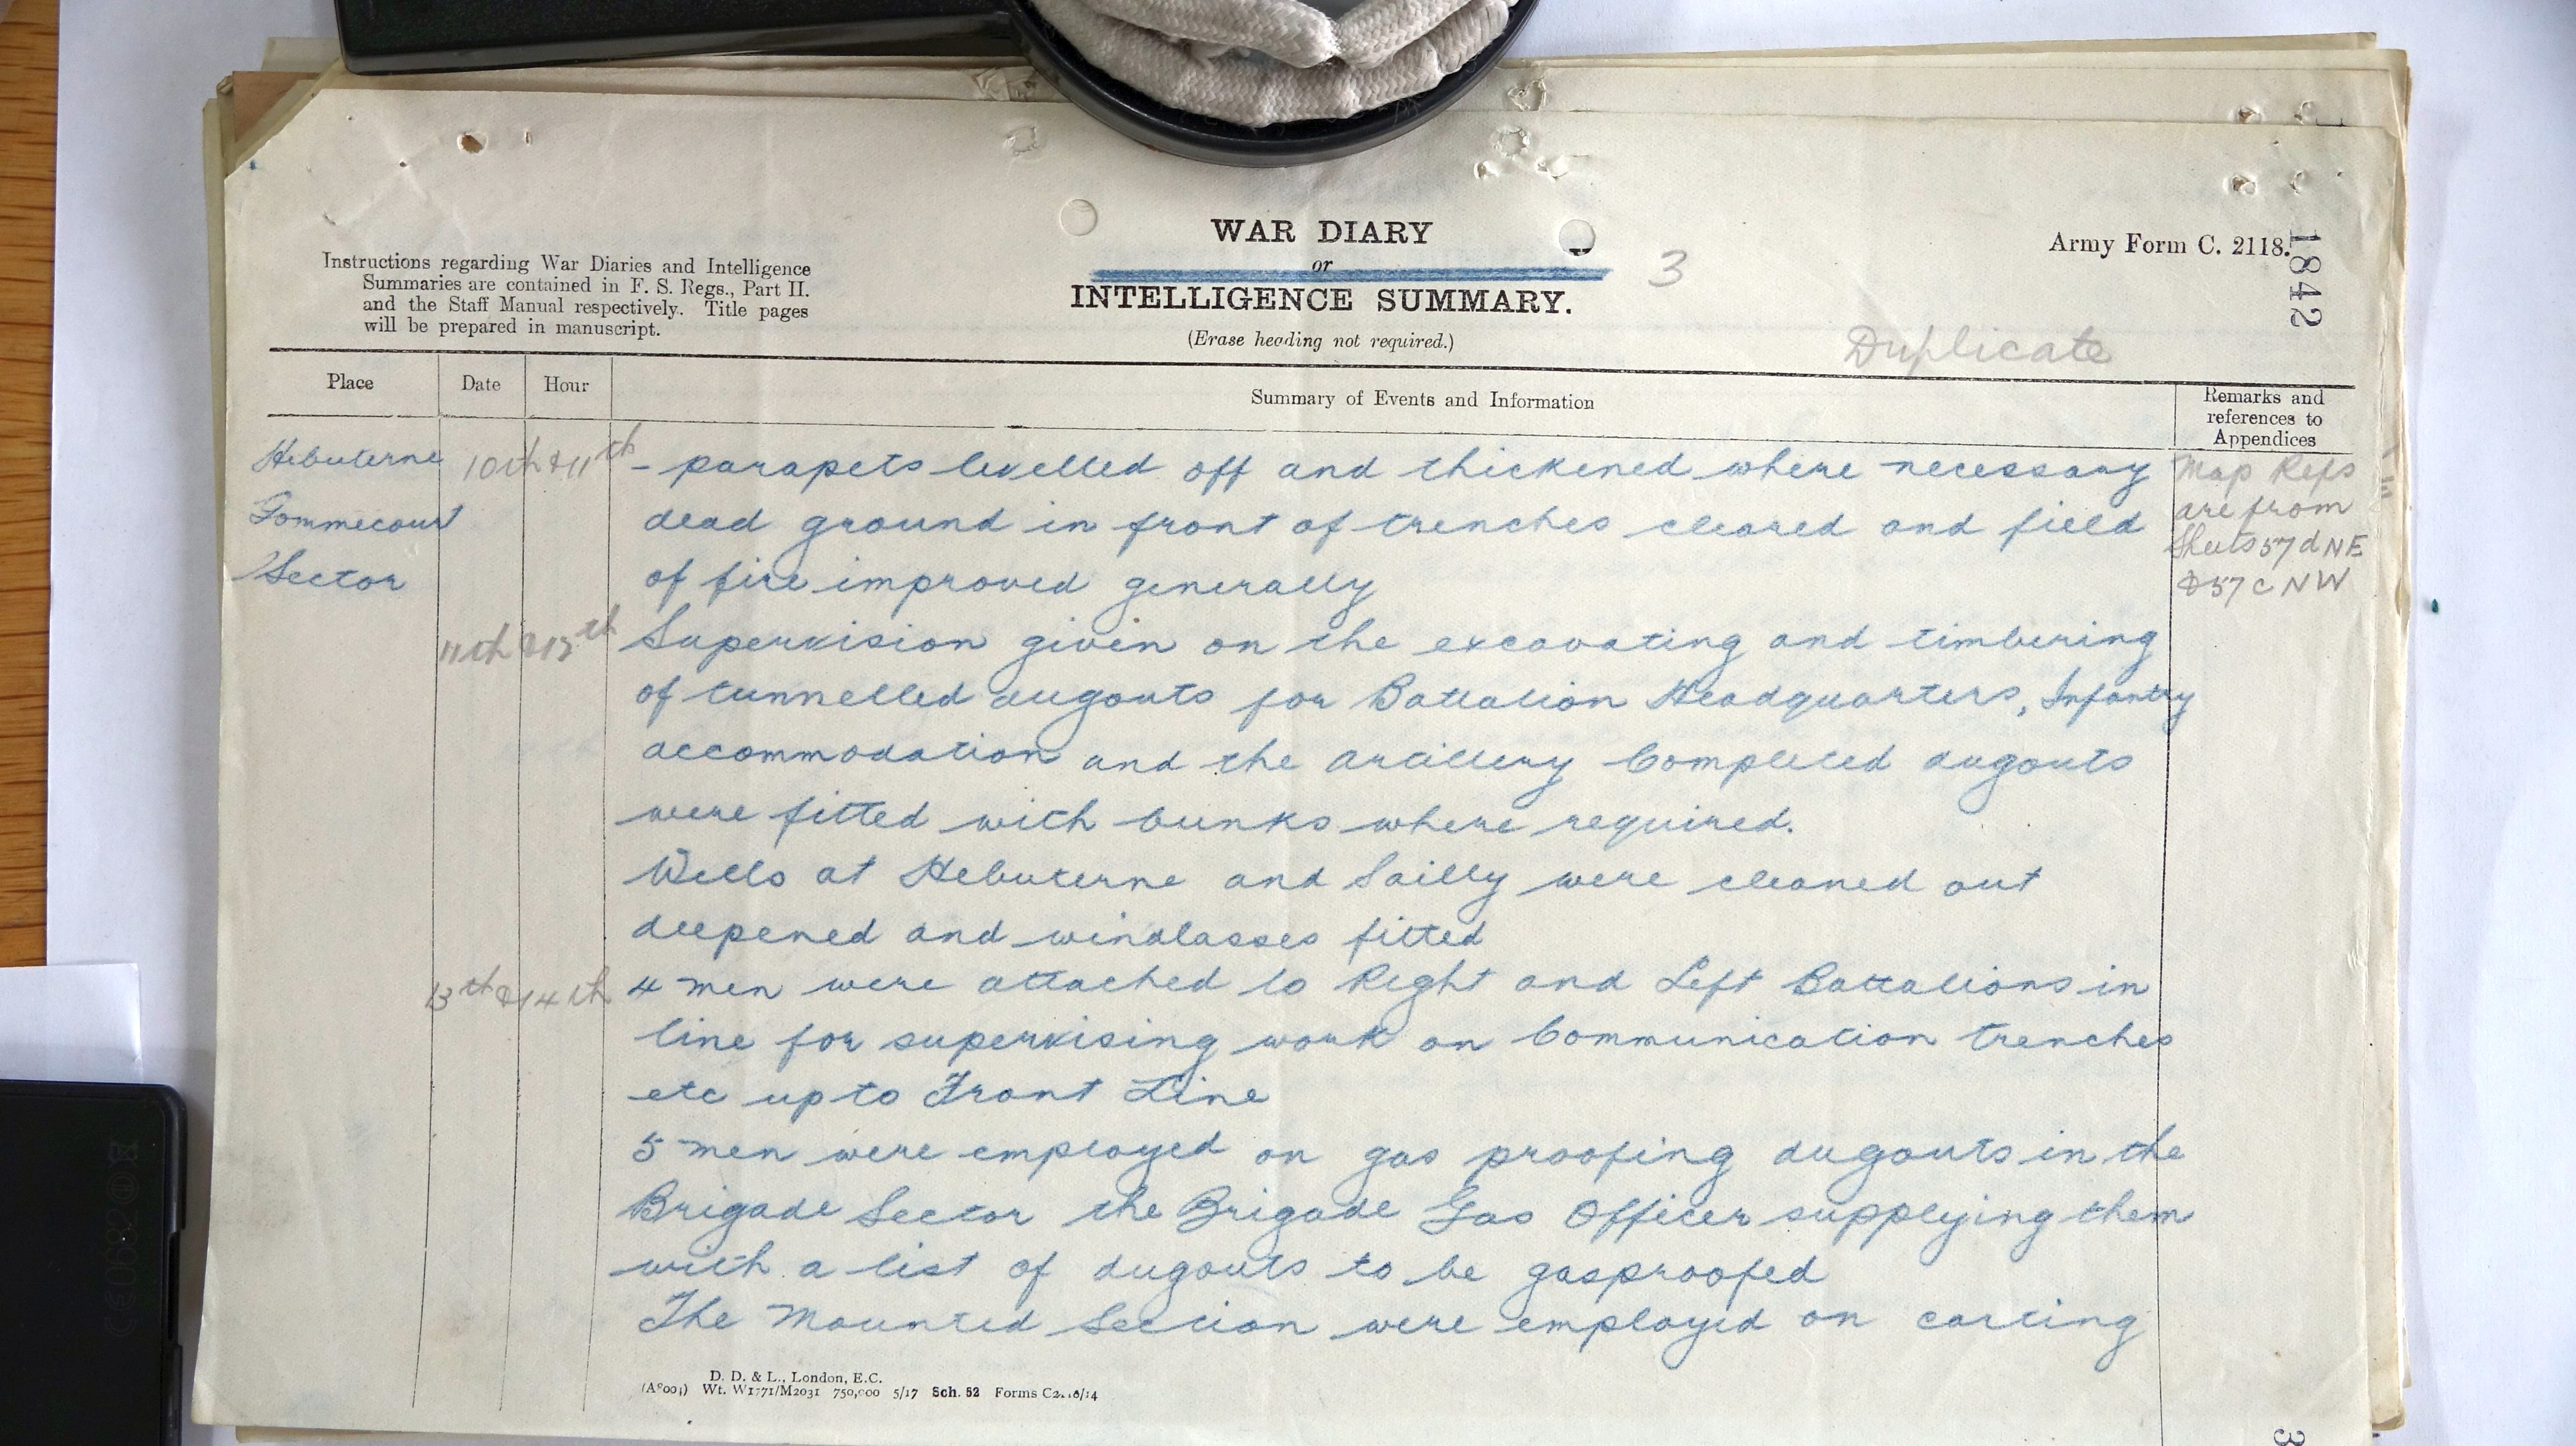 WAR DIARY
or
INTELLIGENCE SUMMARY.
(Erase heading not required.)
Instructions regarding War Diaries and Intelligence
Summaries are contained in F. S. Regs., Part II.
and the Staff Manual respectively. Title pages
will be prepared in manuscript.
3
Army Form C. 2118.
1842
Duplicate
Place Date Hour Summary of Events and Information Remarks and
references to
Appendices
Hebuterne
Gommecourt
Sector
Map Refs
are from
Sheets 57 d NE
& 57 c NW
10th & 11th - parapets levelled off and thickened where necessary
dead ground in front of trenches cleared and field
of fire improved generally
11th & 13th Supervision given on the excavating and timbering
of tunnelled dugouts for Battalion Headquarters, Infantry
accommodation and the Artillery Completed dugouts
were fitted with bunks where required.
Wells at Hebuterne and Sailly were cleaned out
deepened and windlasses fitted
13th & 14th 4 men were attached to Right and Left Battalions in
line for supervising work on Communication trenches
etc up to Front Line
5 men were employed on gas proofing dugouts in the
Brigade Sector the Brigade Gas Officer supplying them
with a list of dugouts to be gasproofed
The Mounted Section were employed on carting
D. D. & L., London, E.C.
Wt. W1771/M2031 750,000 5/17 Sch. 52 Forms
3